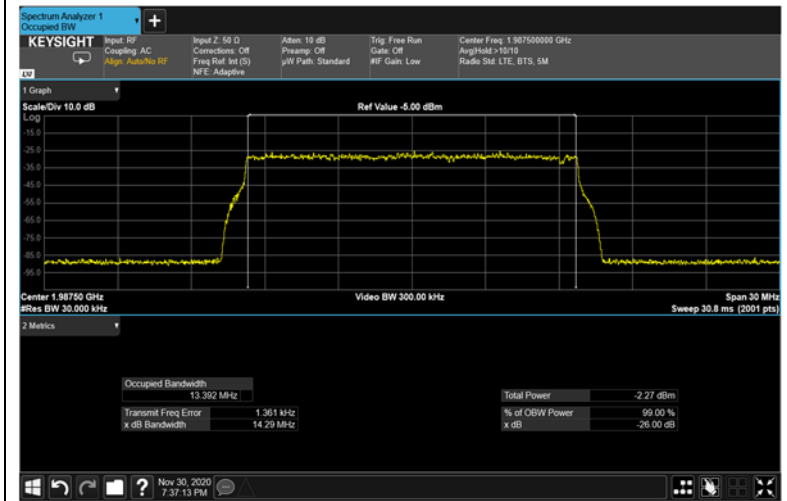 Spectrum Analyzer 1
Occupied BW
+
KEYSIGHT
LXI
Input: RF
Coupling: AC
Align: Auto/No RF
Input Z: 50 Ω
Corrections: Off
Freq Ref: Int (S)
NFE: Adaptive
Atten: 10 dB
Preamp: Off
µW Path: Standard
Trig: Free Run
Gate: Off
#IF Gain: Low
Center Freq: 1.987500000 GHz
Avg|Hold:>10/10
Radio Std: LTE, BTS, 5M
1 Graph
Scale/Div 10.0 dB
Ref Value -5.00 dBm
Log
-15.0
-25.0
-35.0
-45.0
-55.0
-65.0
-75.0
-85.0
-95.0
Center 1.98750 GHz
Video BW 300.00 kHz
Span 30 MHz
#Res BW 30.000 kHz
Sweep 30.8 ms (2001 pts)
2 Metrics
Occupied Bandwidth
13.392 MHz
Transmit Freq Error 1.361 kHz
x dB Bandwidth 14.29 MHz
Total Power -2.27 dBm
% of OBW Power 99.00 %
x dB -26.00 dB
?
Nov 30, 2020
7:37:13 PM